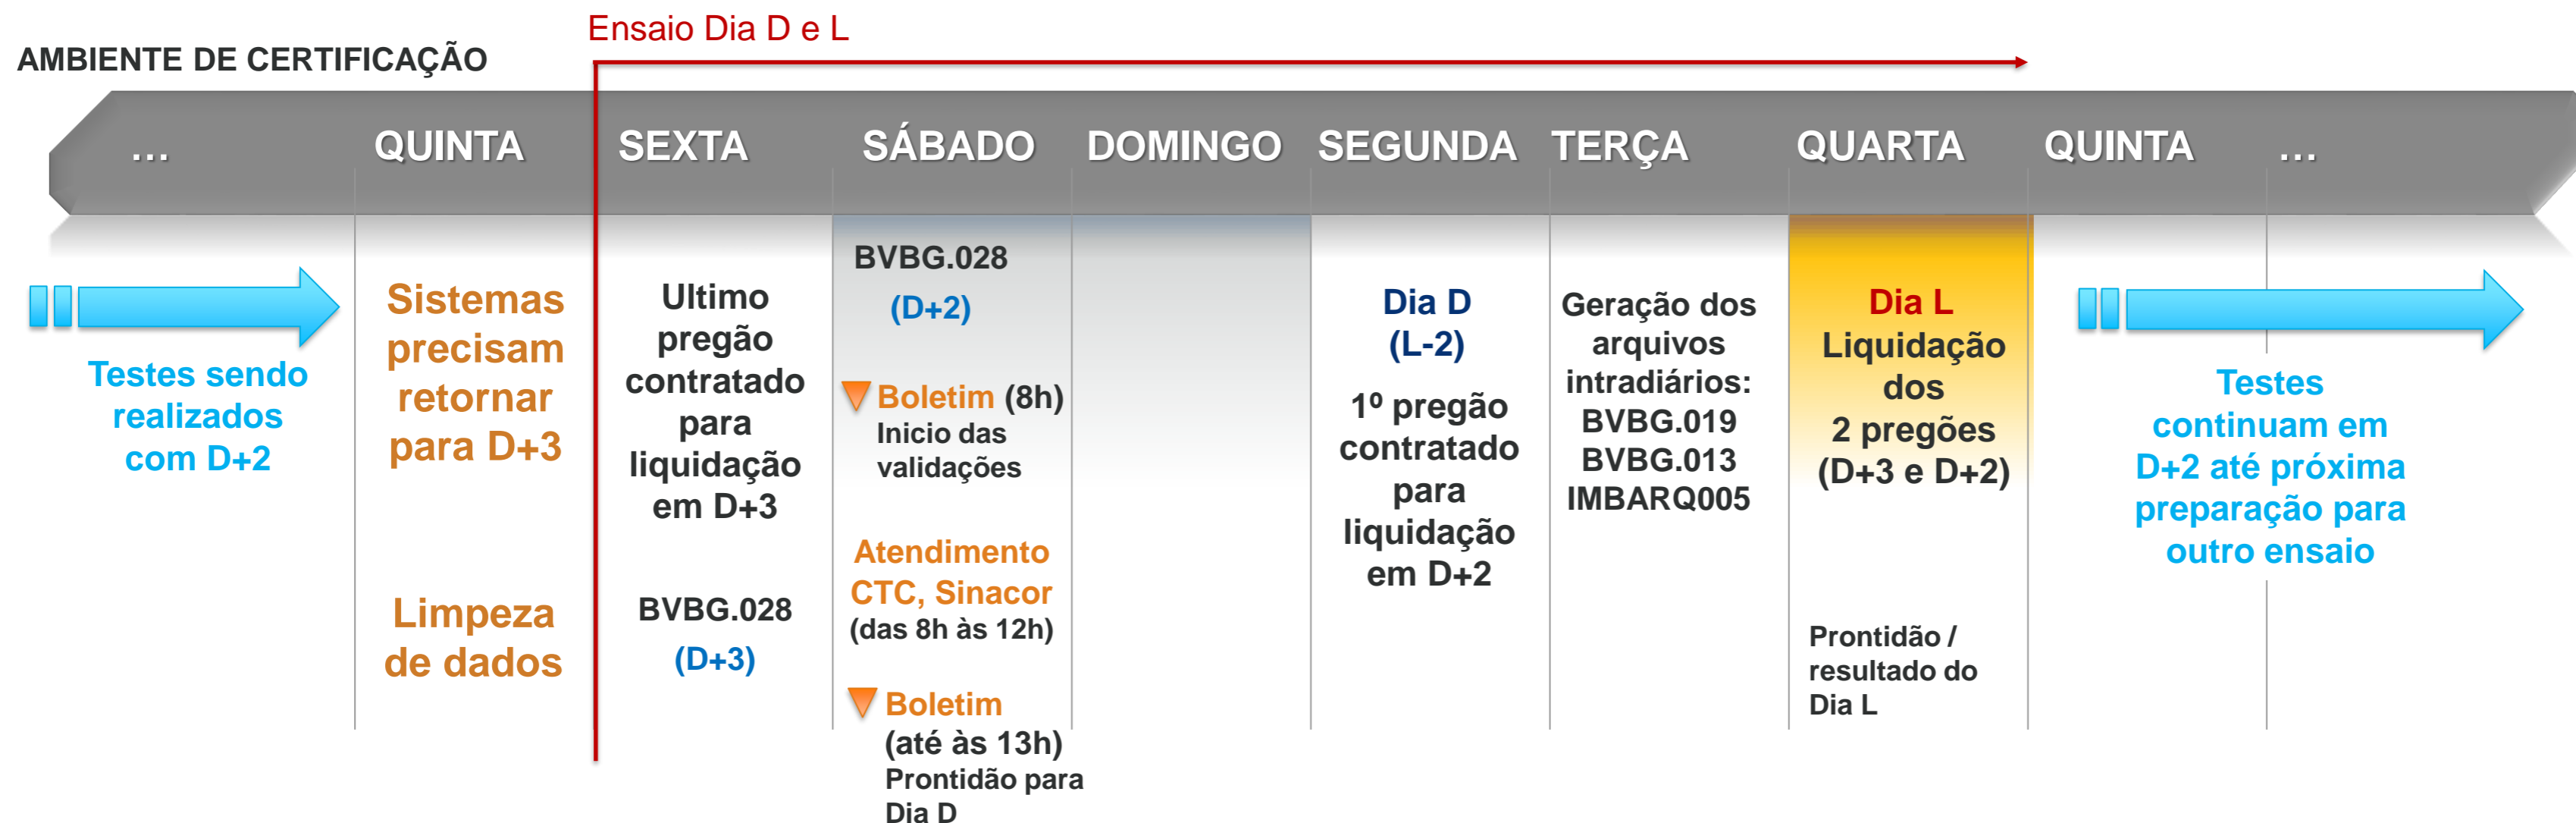 Ensaio Dia D e L
AMBIENTE DE CERTIFICAÇÃO
...
QUINTA
SEXTA
SÁBADO
DOMINGO
SEGUNDA
TERÇA
QUARTA
QUINTA
...
Testes sendo
realizados
com D+2
Sistemas
precisam
retornar
para D+3
Limpeza
de dados
Ultimo
pregão
contratado
para
liquidação
em D+3
BVBG.028
(D+3)
BVBG.028
(D+2)
Boletim (8h)
Inicio das
validações
Atendimento
CTC, Sinacor
(das 8h às 12h)
Boletim
(até às 13h)
Prontidão para
Dia D
Dia D
(L-2)
1º pregão
contratado
para
liquidação
em D+2
Geração dos
arquivos
intradiários:
BVBG.019
BVBG.013
IMBARQ005
Dia L
Liquidação
dos
2 pregões
(D+3 e D+2)
Prontidão /
resultado do
Dia L
Testes
continuam em
D+2 até próxima
preparação para
outro ensaio